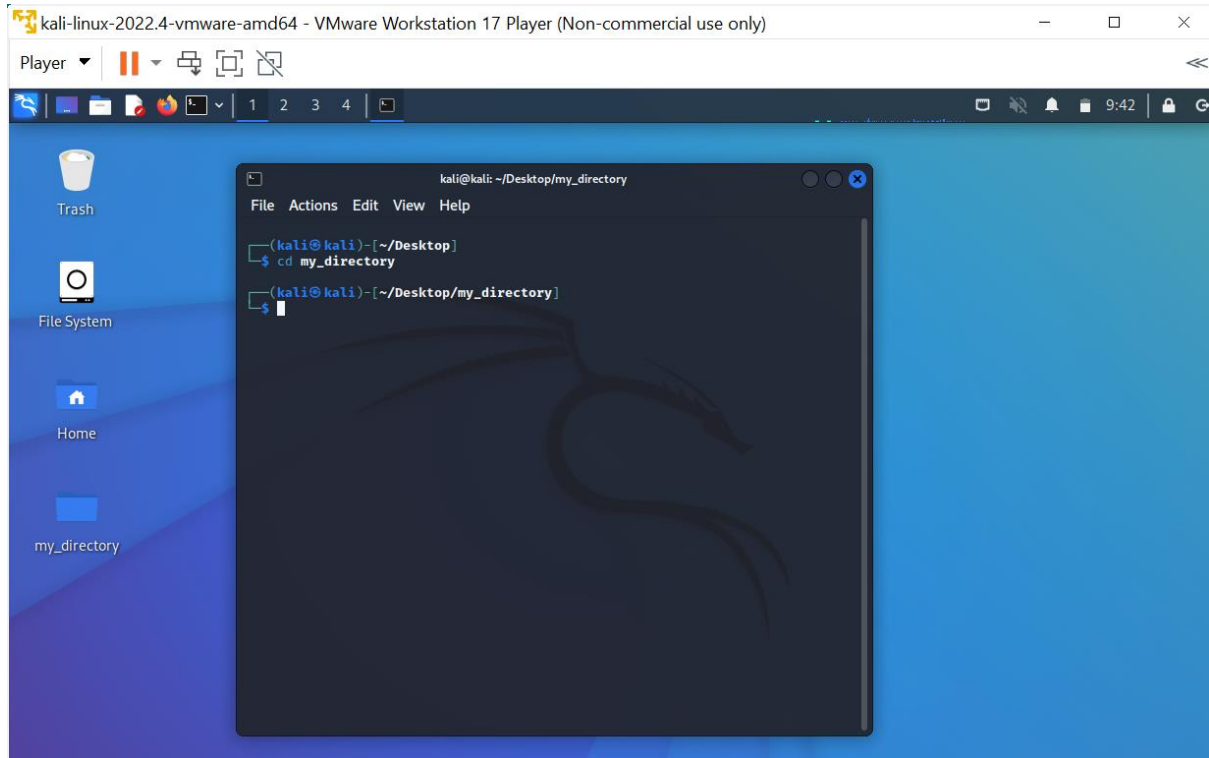 kali-linux-2022.4-vmware-amd64 - VMware Workstation 17 Player (Non-commercial use only)
Player
1 2 3 4 9:42
Trash
File System
Home
my_directory
kali@kali: ~/Desktop/my_directory
File Actions Edit View Help
┌──(kali㉿kali)-[~/Desktop]
└─$ cd my_directory
┌──(kali㉿kali)-[~/Desktop/my_directory]
└─$